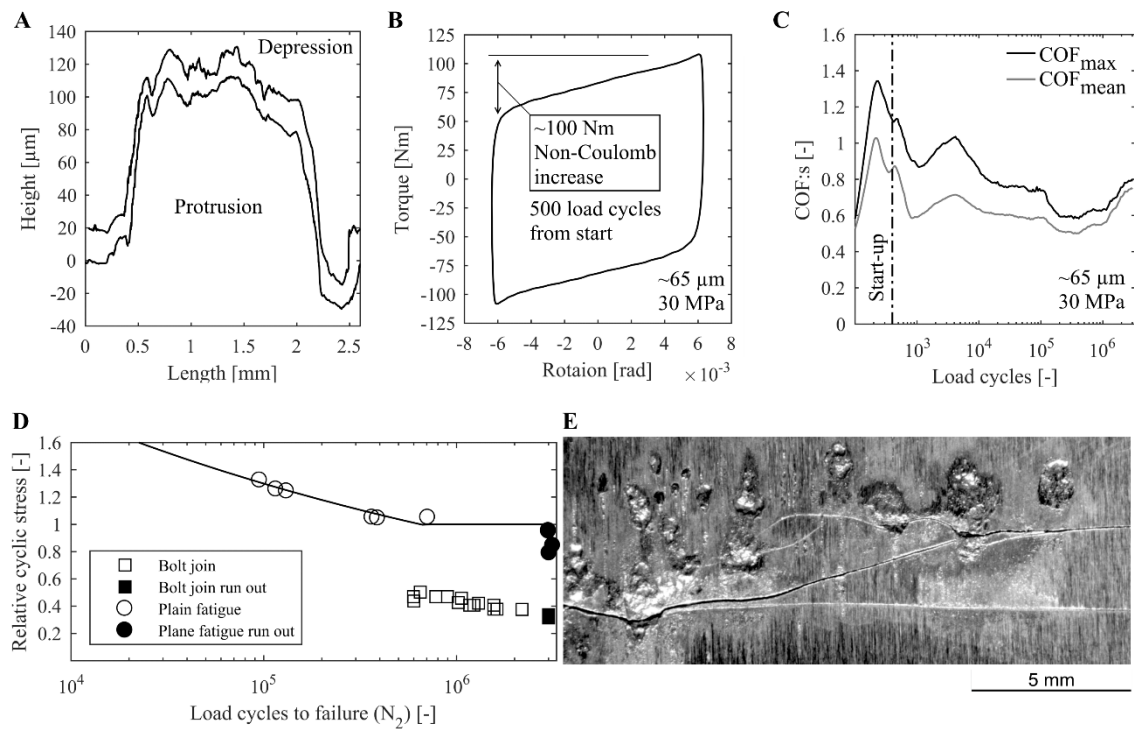 A
Height [µm]
140
120
100
80
60
40
20
0
-20
-40
Depression
Protrusion
0
0.5
1
1.5
2
2.5
Length [mm]
B
Torque [Nm]
125
100
75
50
25
0
-25
-50
-75
-100
-125
~100 Nm
Non-Coulomb
increase
500 load cycles
from start
~65 µm
30 MPa
-8
-6
-4
-2
0
2
4
6
8
Rotaion [rad]
× 10-3
C
COF:s [-]
1.6
1.4
1.2
1
0.8
0.6
0.4
0.2
0
COFmax
COFmean
Start-up
~65 µm
30 MPa
103
104
105
106
Load cycles [-]
D
Relative cyclic stress [-]
1.6
1.4
1.2
1
0.8
0.6
0.4
0.2
Bolt join
Bolt join run out
Plain fatigue
Plane fatigue run out
104
105
106
Load cycles to failure (N2) [-]
E
5 mm